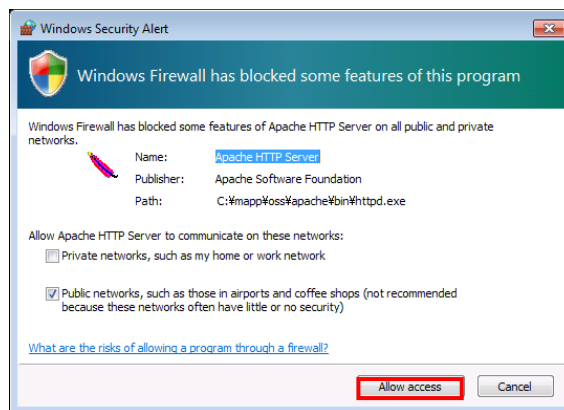 Windows Security Alert
Windows Firewall has blocked some features of this program
Windows Firewall has blocked some features of Apache HTTP Server on all public and private
networks.
Name: Apache HTTP Server
Publisher: Apache Software Foundation
Path: C:¥mapp¥oss¥apache¥bin¥httpd.exe
Allow Apache HTTP Server to communicate on these networks:
Private networks, such as my home or work network
Public networks, such as those in airports and coffee shops (not recommended
because these networks often have little or no security)
What are the risks of allowing a program through a firewall?
Allow access Cancel